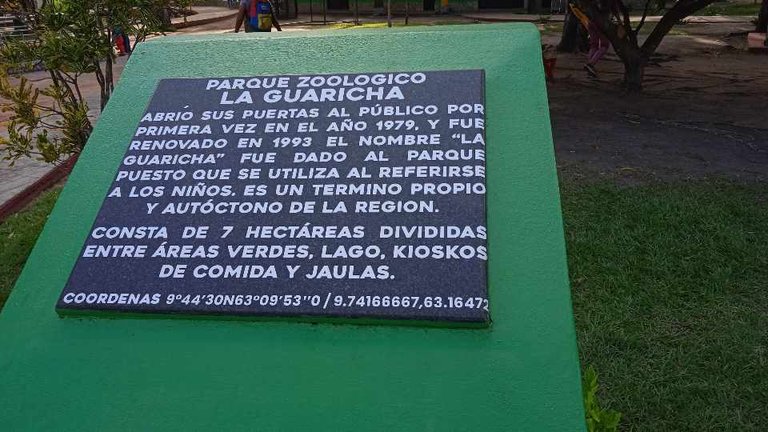 PARQUE ZOOLOGICO
LA GUARICHA
ABRIÓ SUS PUERTAS AL PÚBLICO POR
PRIMERA VEZ EN EL AÑO 1979, Y FUE
RENOVADO EN 1993 EL NOMBRE "LA
GUARICHA" FUE DADO AL PARQUE
PUESTO QUE SE UTILIZA AL REFERIRSE
A LOS NIÑOS. ES UN TERMINO PROPIO
Y AUTÓCTONO DE LA REGION.
CONSTA DE 7 HECTÁREAS DIVIDIDAS
ENTRE ÁREAS VERDES, LAGO, KIOSKOS
DE COMIDA Y JAULAS.
COORDENAS 9°44'30N63°09'53''0 / 9.74166667,63.16472